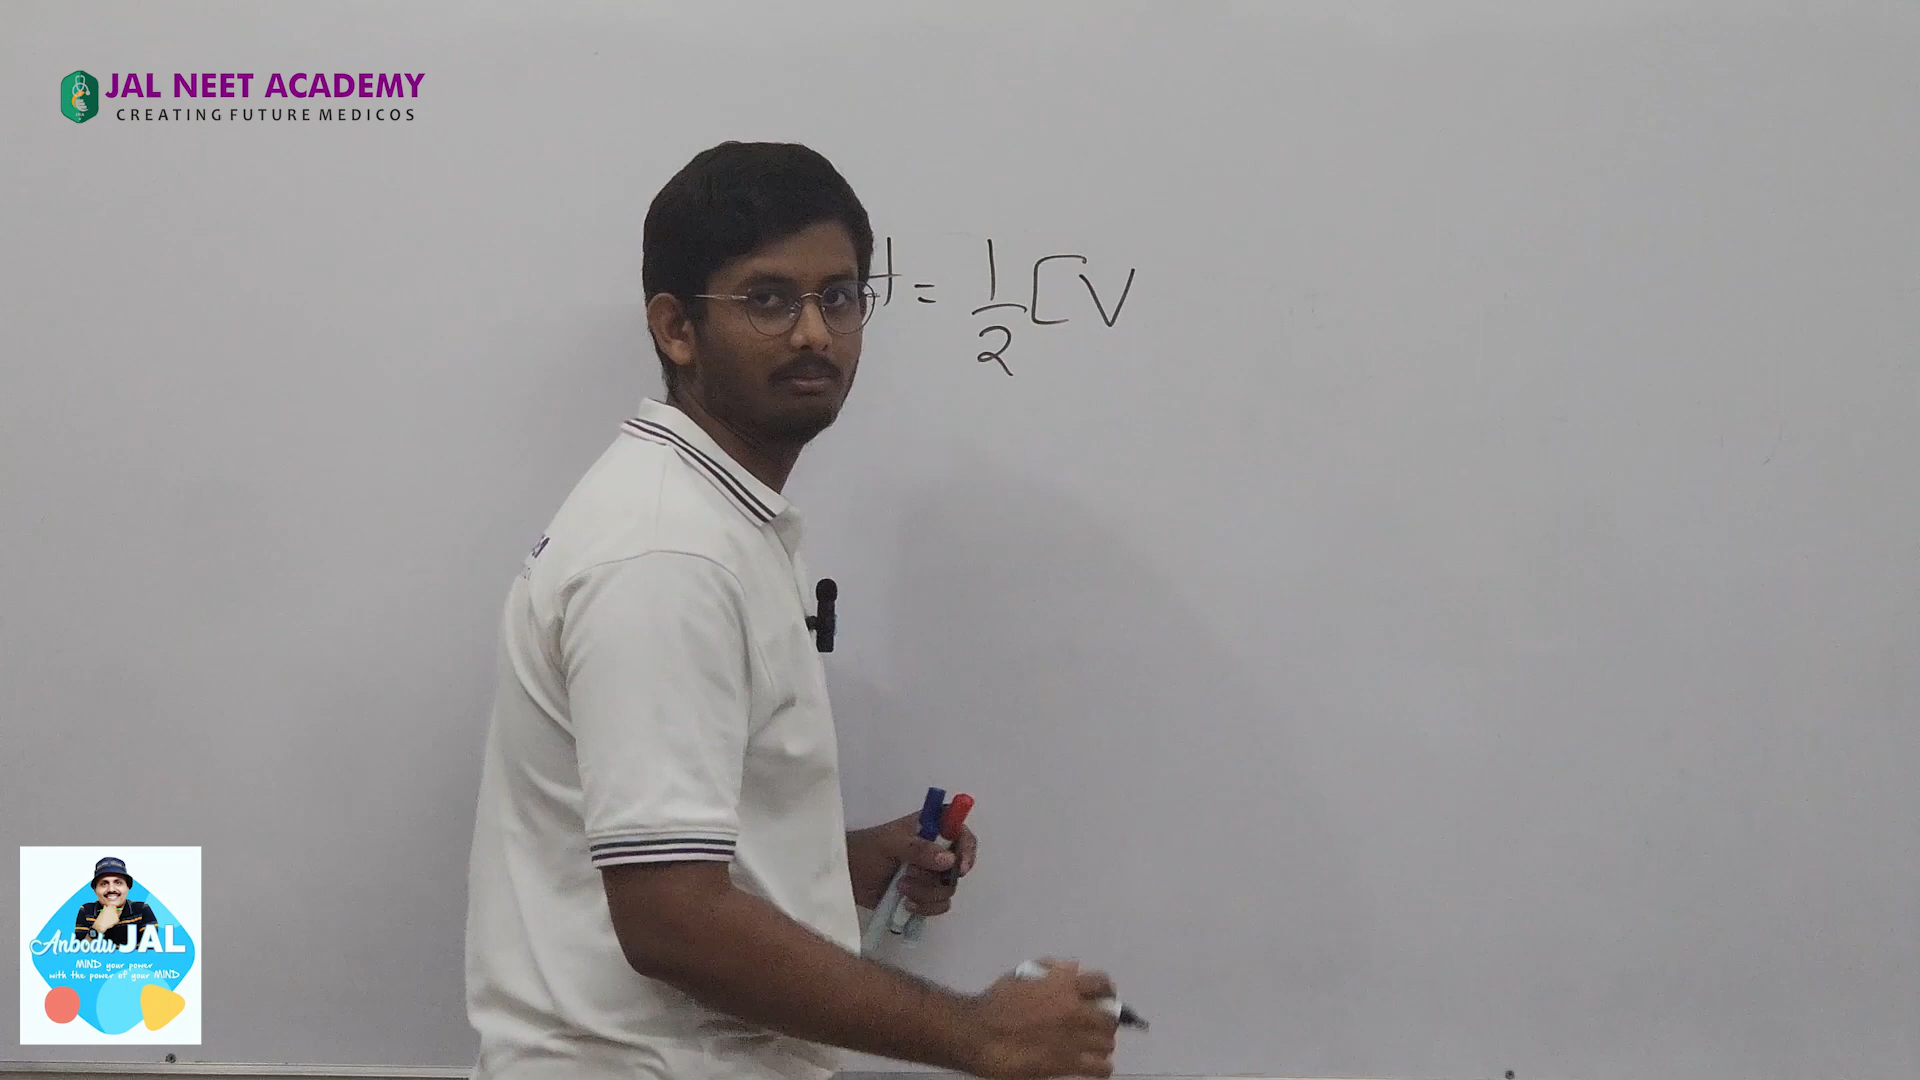 JAL NEET ACADEMY
CREATING FUTURE MEDICOS
= 1/2 [V
Anbodu JAL
MIND your power
with the power of your MIND